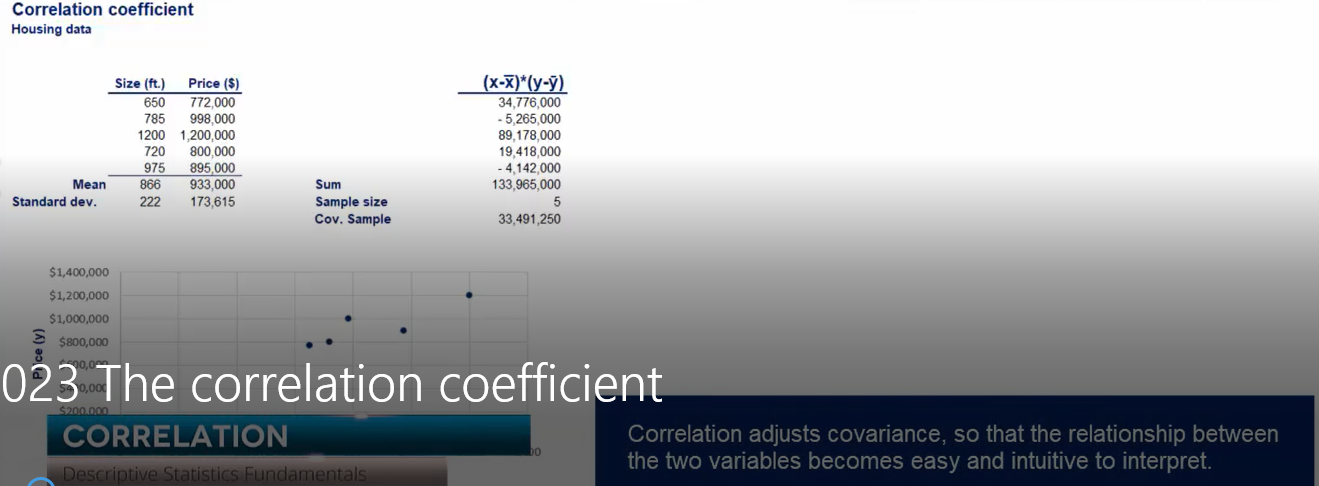 Correlation coefficient
Housing data
Size (ft.) Price ($) (x-x̅)*(y-ȳ)
650 772,000 34,776,000
785 998,000 - 5,265,000
1200 1,200,000 89,178,000
720 800,000 19,418,000
975 895,000 - 4,142,000
Mean 866 933,000 Sum 133,965,000
Standard dev. 222 173,615 Sample size 5
Cov. Sample 33,491,250
$1,400,000
$1,200,000
$1,000,000
$800,000
(y)
023 The correlation coefficient
$200,000
CORRELATION
Descriptive Statistics Fundamentals
Correlation adjusts covariance, so that the relationship between
the two variables becomes easy and intuitive to interpret.